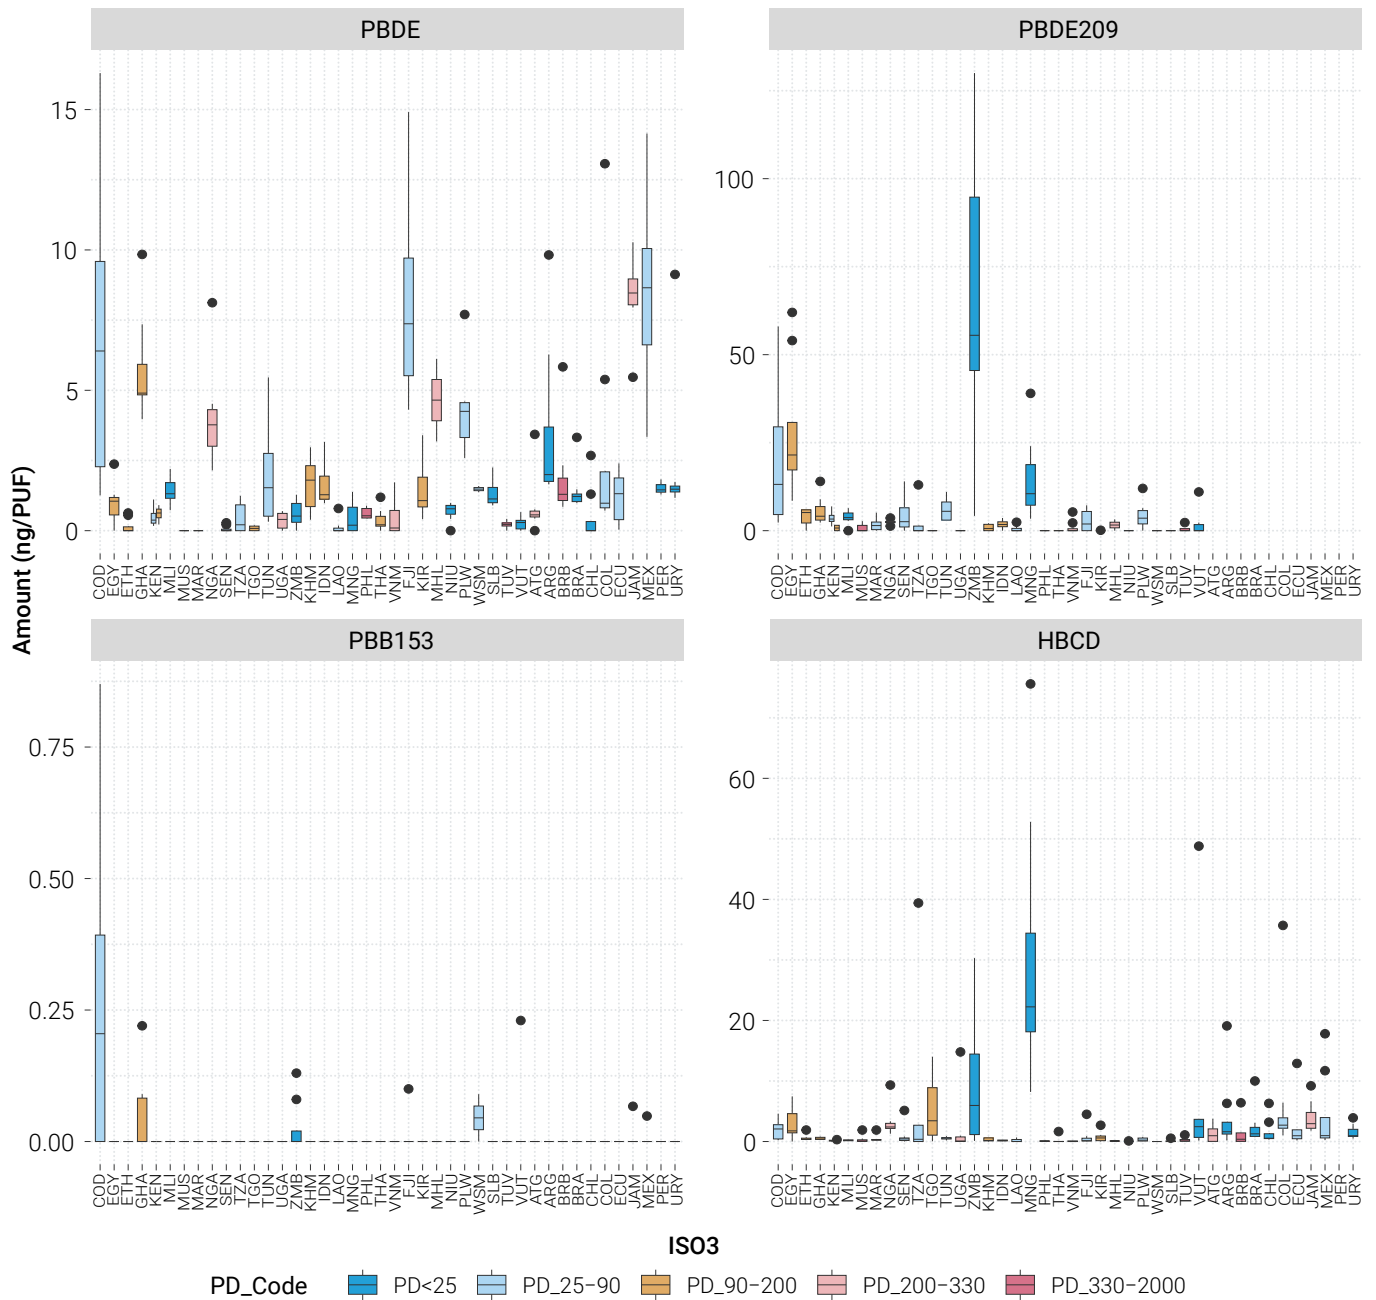 PBDE
PBDE209
15
10
5
0
100
50
0
COD EGY ETH GHA KEN MLI MUS MAR NGA SEN TZA TGO TUN UGA ZMB KHM IDN LAO MNG PHL THA VNM FJI KIR MHL NIU PLW WSM SLB TUV VUT ATG ARG BRB BRA CHL COL ECU JAM MEX PER URY
COD EGY ETH GHA KEN MLI MUS MAR NGA SEN TZA TGO TUN UGA ZMB KHM IDN LAO MNG PHL THA VNM FJI KIR MHL NIU PLW WSM SLB TUV VUT ATG ARG BRB BRA CHL COL ECU JAM MEX PER URY
Amount (ng/PUF)
PBB153
HBCD
0.75
0.50
0.25
0.00
60
40
20
0
COD EGY ETH GHA KEN MLI MUS MAR NGA SEN TZA TGO TUN UGA ZMB KHM IDN LAO MNG PHL THA VNM FJI KIR MHL NIU PLW WSM SLB TUV VUT ATG ARG BRB BRA CHL COL ECU JAM MEX PER URY
COD EGY ETH GHA KEN MLI MUS MAR NGA SEN TZA TGO TUN UGA ZMB KHM IDN LAO MNG PHL THA VNM FJI KIR MHL NIU PLW WSM SLB TUV VUT ATG ARG BRB BRA CHL COL ECU JAM MEX PER URY
ISO3
PD_Code PD<25 PD_25-90 PD_90-200 PD_200-330 PD_330-2000